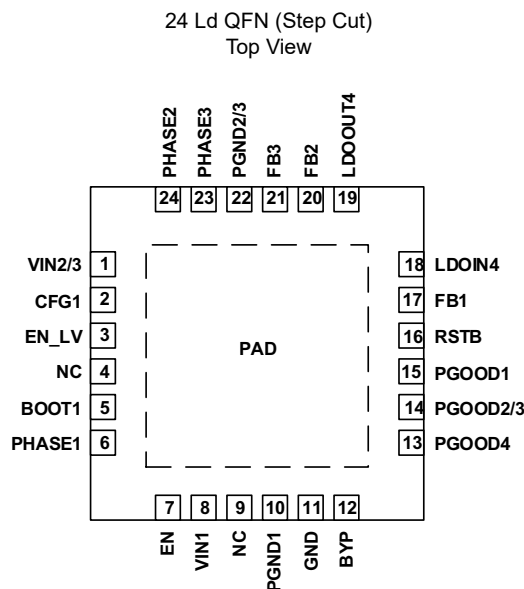 24 Ld QFN (Step Cut)
Top View
PHASE2
PHASE3
PGND2/3
FB3
FB2
LDOOUT4
24 23 22 21 20 19
VIN2/3 1
CFG1 2
EN_LV 3
NC 4
BOOT1 5
PHASE1 6
PAD
18 LDOIN4
17 FB1
16 RSTB
15 PGOOD1
14 PGOOD2/3
13 PGOOD4
7 8 9 10 11 12
EN
VIN1
NC
PGND1
GND
BYP